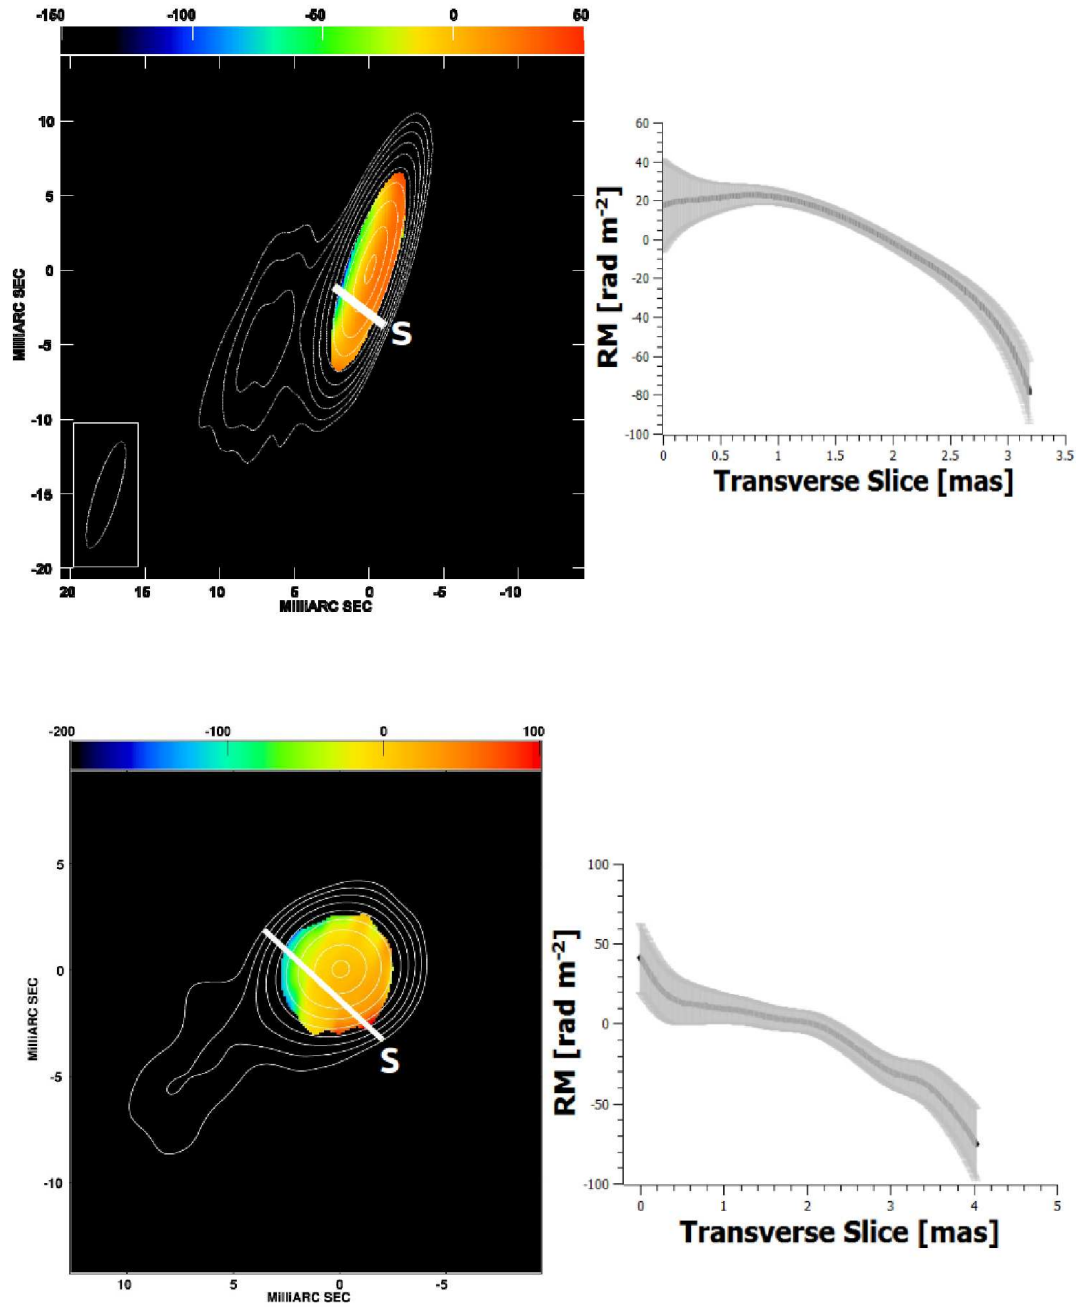 -150 -100 -50 0 50
10
5
0
-5
-10
-15
-20
MilliARC SEC
20 15 10 5 0 -5 -10
MilliARC SEC
S
60
40
20
0
-20
-40
-60
-80
-100
RM [rad m-2]
0 0.5 1 1.5 2 2.5 3 3.5
Transverse Slice [mas]
-200 -100 0 100
5
0
-5
-10
MilliARC SEC
10 5 0 -5
MilliARC SEC
S
100
50
0
-50
-100
RM [rad m-2]
0 1 2 3 4 5
Transverse Slice [mas]